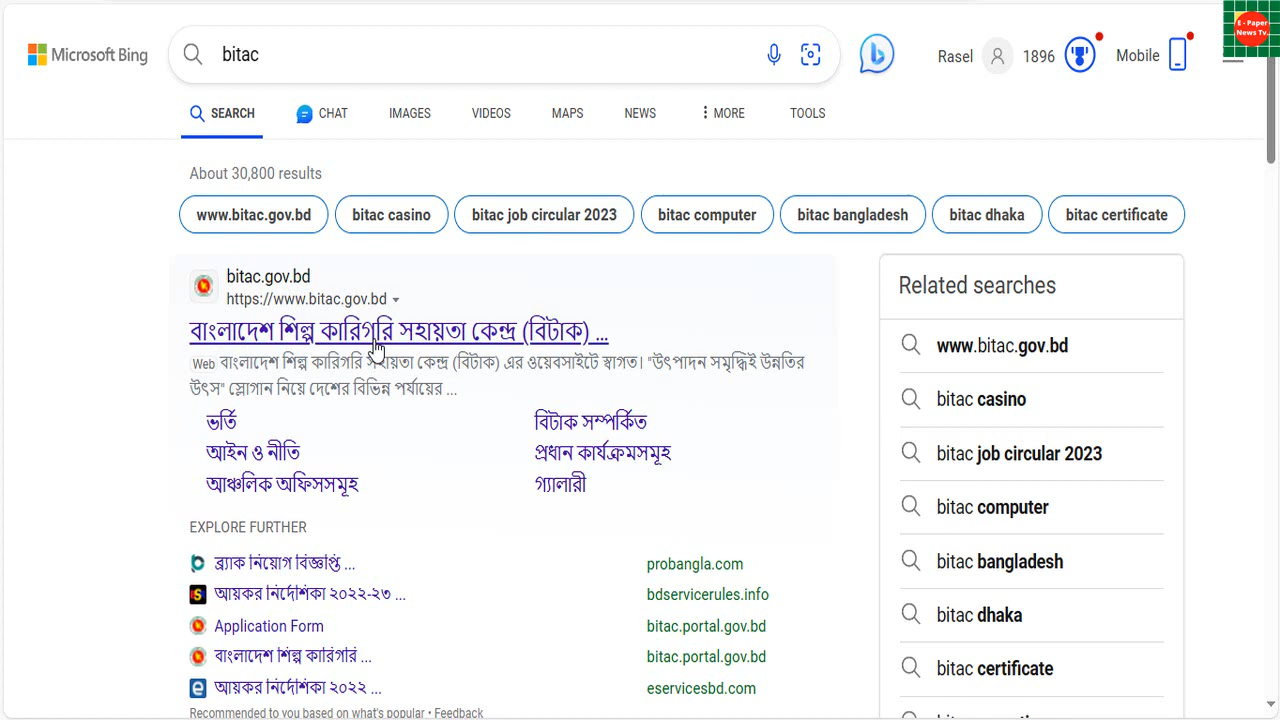 E - Paper
News Tv.
Microsoft Bing
bitac
Rasel
1896
Mobile
SEARCH
CHAT
IMAGES
VIDEOS
MAPS
NEWS
MORE
TOOLS
About 30,800 results
www.bitac.gov.bd
bitac casino
bitac job circular 2023
bitac computer
bitac bangladesh
bitac dhaka
bitac certificate
bitac.gov.bd
https://www.bitac.gov.bd
বাংলাদেশ শিল্প কারিগরি সহায়তা কেন্দ্র (বিটাক) ...
Web বাংলাদেশ শিল্প কারিগরি সহায়তা কেন্দ্র (বিটাক) এর ওয়েবসাইটে স্বাগত। "উৎপাদন সমৃদ্ধিই উন্নতির
উৎস" স্লোগান নিয়ে দেশের বিভিন্ন পর্যায়ের ...
ভর্তি
বিটাক সম্পর্কিত
আইন ও নীতি
প্রধান কার্যক্রমসমূহ
আঞ্চলিক অফিসসমূহ
গ্যালারী
EXPLORE FURTHER
ব্র্যাক নিয়োগ বিজ্ঞপ্তি ...
probangla.com
আয়কর নির্দেশিকা ২০২২-২৩ ...
bdservicerules.info
Application Form
bitac.portal.gov.bd
বাংলাদেশ শিল্প কারিগরি ...
bitac.portal.gov.bd
আয়কর নির্দেশিকা ২০২২ ...
eservicesbd.com
Recommended to you based on what's popular • Feedback
Related searches
www.bitac.gov.bd
bitac casino
bitac job circular 2023
bitac computer
bitac bangladesh
bitac dhaka
bitac certificate